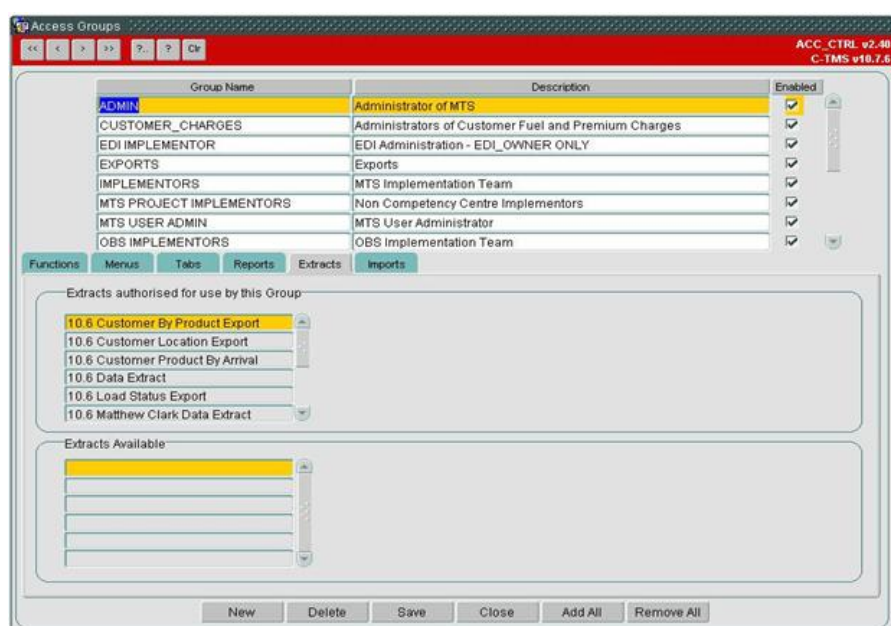 Access Groups
<< < > >> ?.. ? Clr
ACC_CTRL v2.40
C-TMS v10.7.6
Group Name Description Enabled
ADMIN Administrator of MTS
CUSTOMER_CHARGES Administrators of Customer Fuel and Premium Charges
EDI IMPLEMENTOR EDI Administration - EDI_OWNER ONLY
EXPORTS Exports
IMPLEMENTORS MTS Implementation Team
MTS PROJECT IMPLEMENTORS Non Competency Centre Implementors
MTS USER ADMIN MTS User Administrator
OBS IMPLEMENTORS OBS Implementation Team
Functions Menus Tabs Reports Extracts Imports
Extracts authorised for use by this Group
10.6 Customer By Product Export
10.6 Customer Location Export
10.6 Customer Product By Arrival
10.6 Data Extract
10.6 Load Status Export
10.6 Matthew Clark Data Extract
Extracts Available
New Delete Save Close Add All Remove All